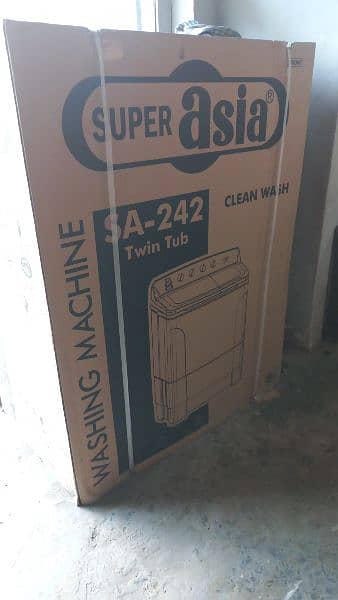 SUPER asia®
SA-242
Twin Tub
CLEAN WASH
WASHING MACHINE